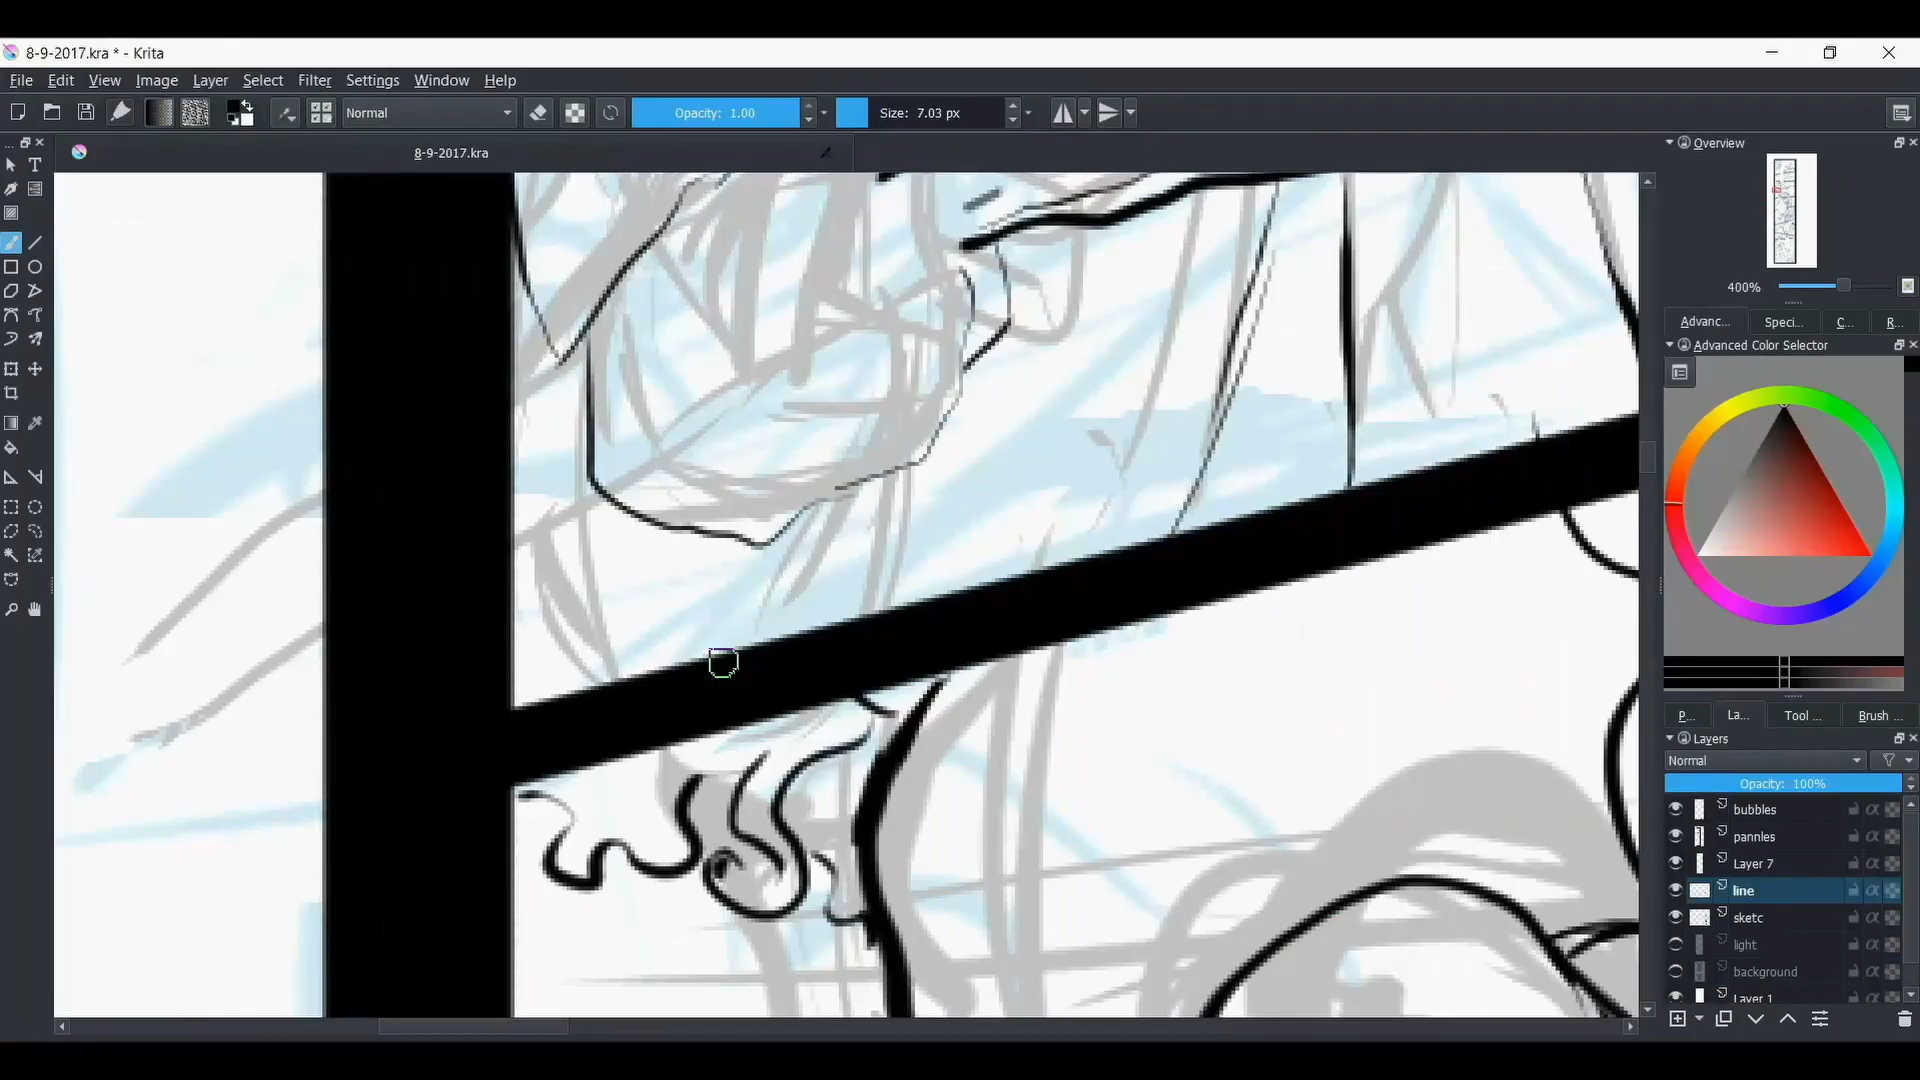 8-9-2017.kra * - Krita
File Edit View Image Layer Select Filter Settings Window Help
Normal
Opacity: 1.00
Size: 7.03 px
8-9-2017.kra
Overview
400%
Advanc...
Speci...
C...
R...
Advanced Color Selector
P...
La...
Tool ...
Brush ...
Layers
Normal
Opacity: 100%
bubbles
pannles
Layer 7
line
sketc
light
background
Layer 1